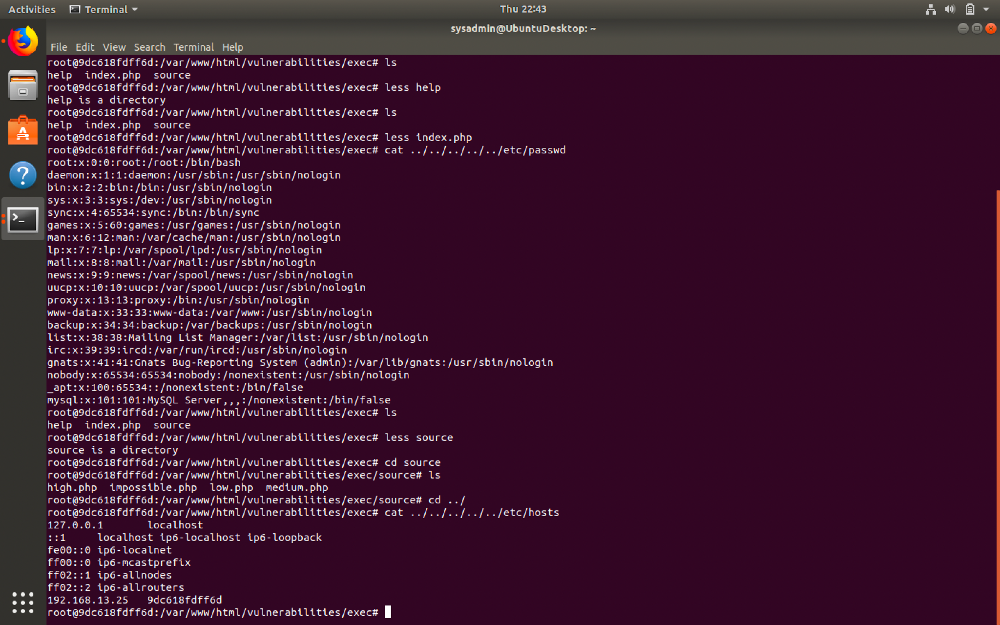 Activities Terminal Thu 22:43
sysadmin@UbuntuDesktop: ~
File Edit View Search Terminal Help
root@9dc618fdff6d:/var/www/html/vulnerabilities/exec# ls
help  index.php  source
root@9dc618fdff6d:/var/www/html/vulnerabilities/exec# less help
help is a directory
root@9dc618fdff6d:/var/www/html/vulnerabilities/exec# ls
help  index.php  source
root@9dc618fdff6d:/var/www/html/vulnerabilities/exec# less index.php
root@9dc618fdff6d:/var/www/html/vulnerabilities/exec# cat ../../../../../etc/passwd
root:x:0:0:root:/root:/bin/bash
daemon:x:1:1:daemon:/usr/sbin:/usr/sbin/nologin
bin:x:2:2:bin:/bin:/usr/sbin/nologin
sys:x:3:3:sys:/dev:/usr/sbin/nologin
sync:x:4:65534:sync:/bin:/bin/sync
games:x:5:60:games:/usr/games:/usr/sbin/nologin
man:x:6:12:man:/var/cache/man:/usr/sbin/nologin
lp:x:7:7:lp:/var/spool/lpd:/usr/sbin/nologin
mail:x:8:8:mail:/var/mail:/usr/sbin/nologin
news:x:9:9:news:/var/spool/news:/usr/sbin/nologin
uucp:x:10:10:uucp:/var/spool/uucp:/usr/sbin/nologin
proxy:x:13:13:proxy:/bin:/usr/sbin/nologin
www-data:x:33:33:www-data:/var/www:/usr/sbin/nologin
backup:x:34:34:backup:/var/backups:/usr/sbin/nologin
list:x:38:38:Mailing List Manager:/var/list:/usr/sbin/nologin
irc:x:39:39:ircd:/var/run/ircd:/usr/sbin/nologin
gnats:x:41:41:Gnats Bug-Reporting System (admin):/var/lib/gnats:/usr/sbin/nologin
nobody:x:65534:65534:nobody:/nonexistent:/usr/sbin/nologin
_apt:x:100:65534::/nonexistent:/bin/false
mysql:x:101:101:MySQL Server,,,:/nonexistent:/bin/false
root@9dc618fdff6d:/var/www/html/vulnerabilities/exec# ls
help  index.php  source
root@9dc618fdff6d:/var/www/html/vulnerabilities/exec# less source
source is a directory
root@9dc618fdff6d:/var/www/html/vulnerabilities/exec# cd source
root@9dc618fdff6d:/var/www/html/vulnerabilities/exec/source# ls
high.php  impossible.php  low.php  medium.php
root@9dc618fdff6d:/var/www/html/vulnerabilities/exec/source# cd ../
root@9dc618fdff6d:/var/www/html/vulnerabilities/exec# cat ../../../../../etc/hosts
127.0.0.1       localhost
::1     localhost ip6-localhost ip6-loopback
fe00::0 ip6-localnet
ff00::0 ip6-mcastprefix
ff02::1 ip6-allnodes
ff02::2 ip6-allrouters
192.168.13.25   9dc618fdff6d
root@9dc618fdff6d:/var/www/html/vulnerabilities/exec#